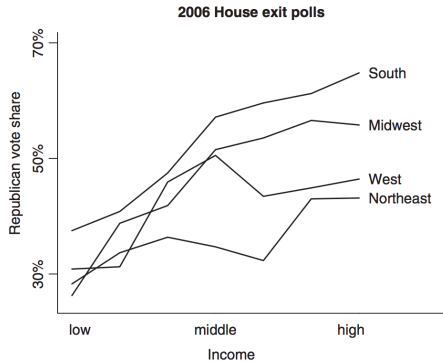 2006 House exit polls
70%
50%
30%
Republican vote share
South
Midwest
West
Northeast
low
middle
high
Income